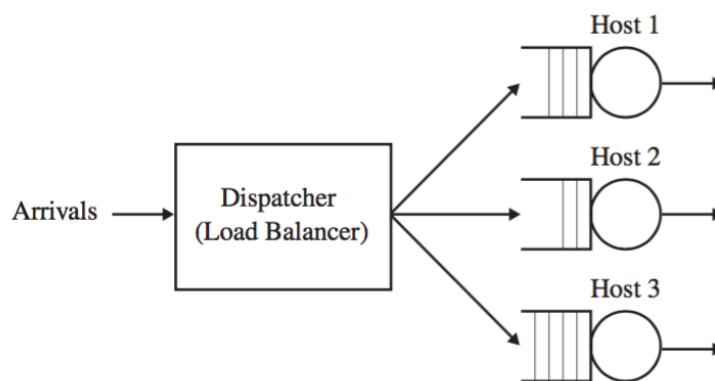 Host 1
Host 2
Arrivals
Dispatcher
(Load Balancer)
Host 3